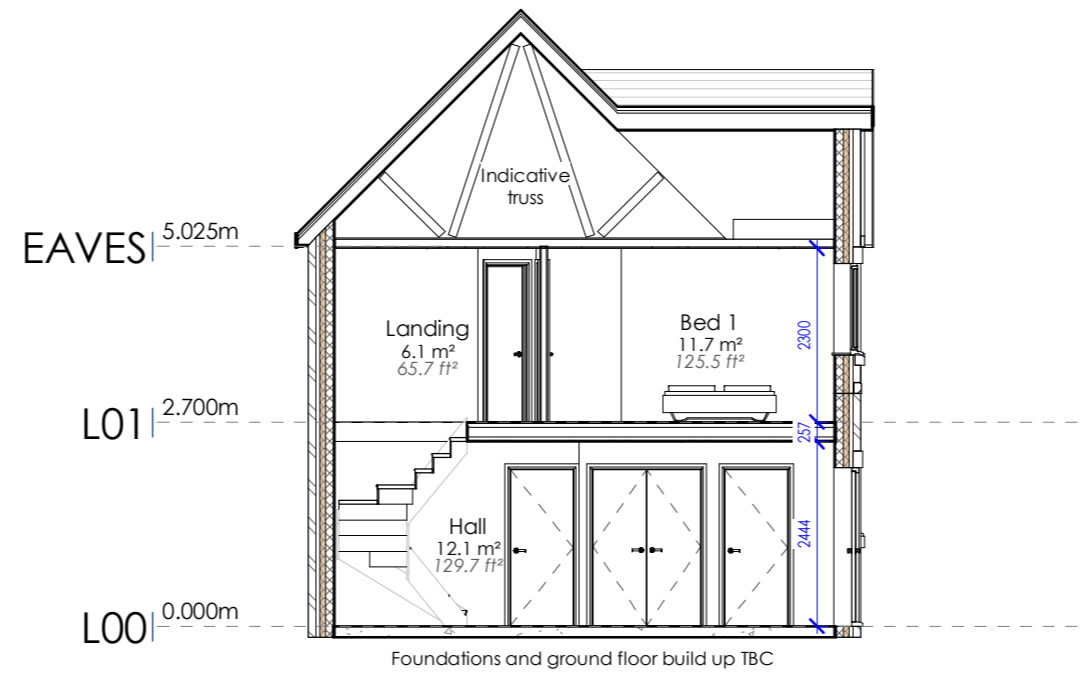 Indicative
truss
EAVES 5.025m
Landing
6.1 m²
65.7 ft²
Bed 1
11.7 m²
125.5 ft²
2300
L01 2.700m
257
Hall
12.1 m²
129.7 ft²
2444
L00 0.000m
Foundations and ground floor build up TBC